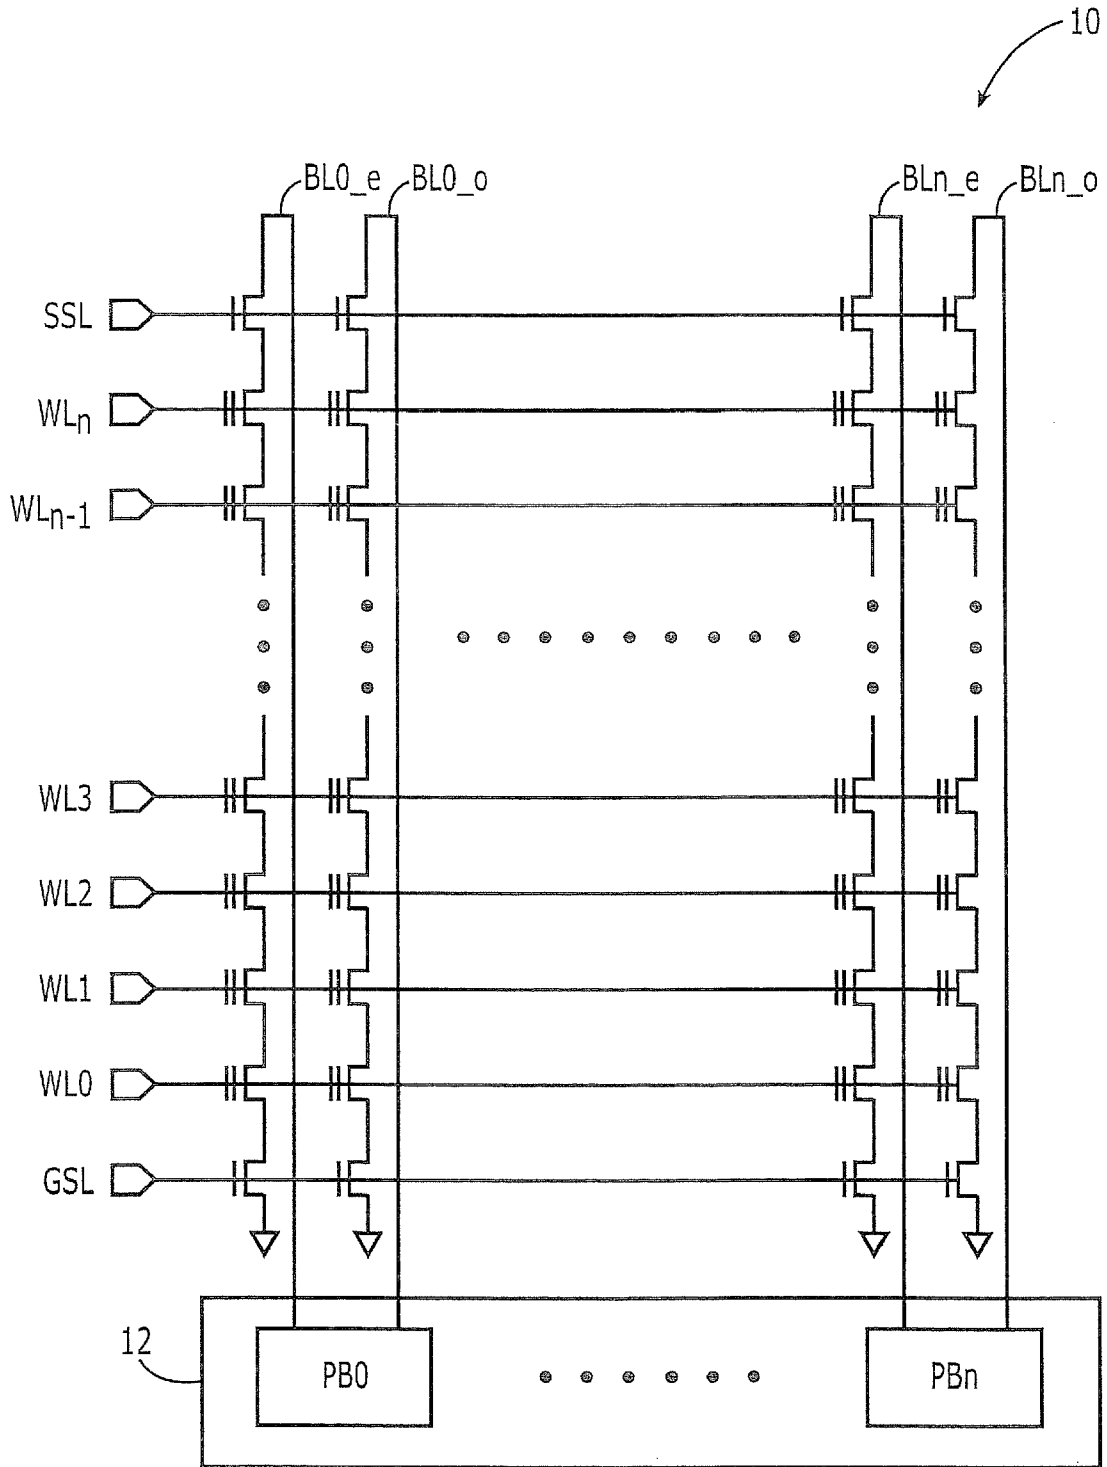 10
BL0_e BL0_o BLn_e BLn_o
SSL
WLn
WLn-1
WL3
WL2
WL1
WL0
GSL
12
PB0 PBn